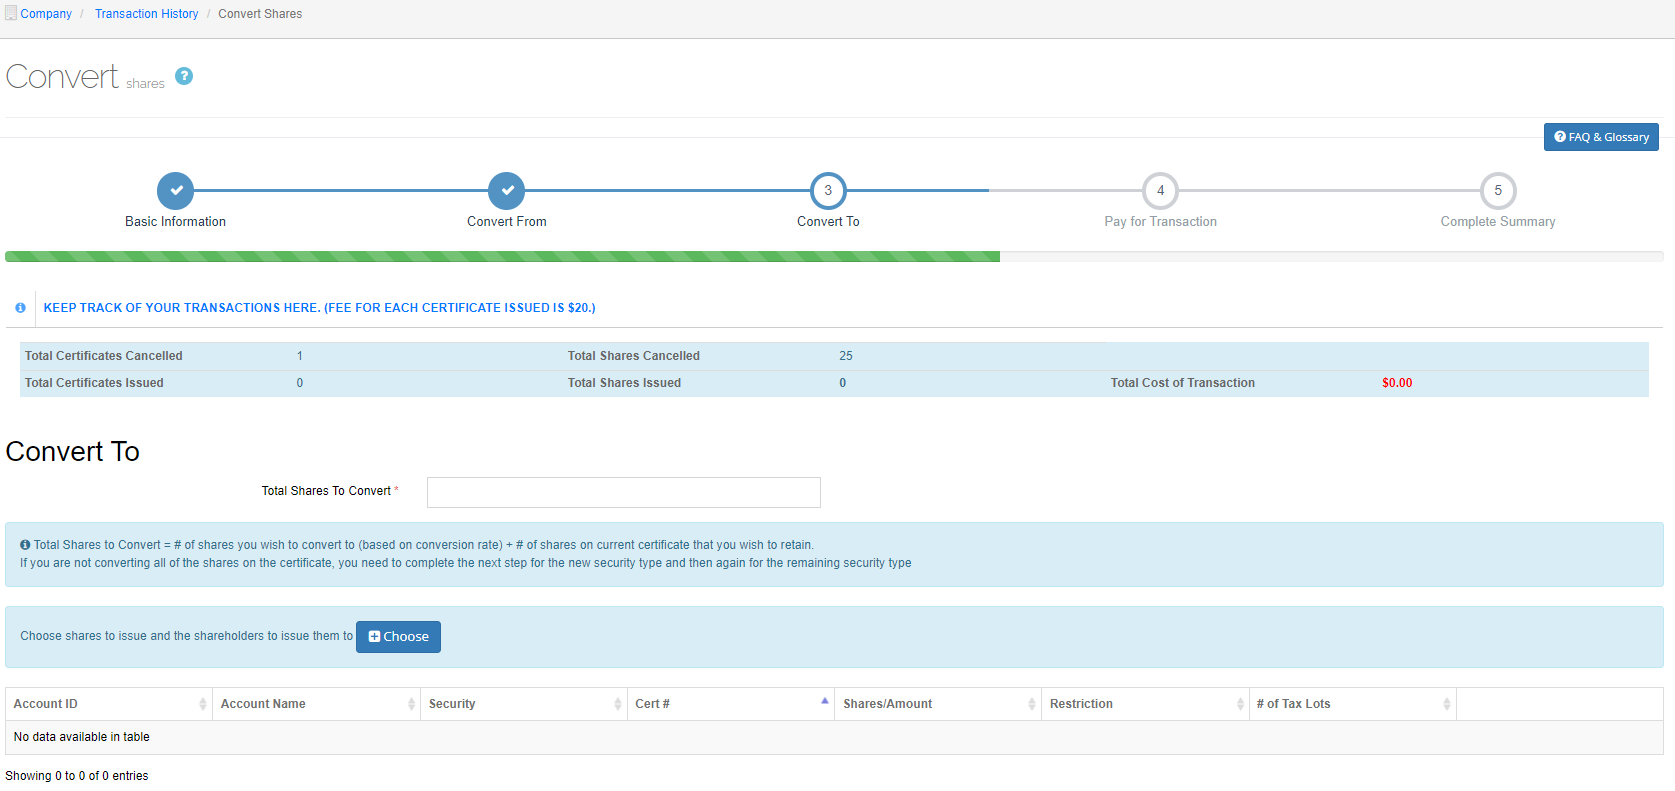 Company / Transaction History / Convert Shares
Convert shares ?
? FAQ & Glossary
3 4 5
Basic Information Convert From Convert To Pay for Transaction Complete Summary
KEEP TRACK OF YOUR TRANSACTIONS HERE. (FEE FOR EACH CERTIFICATE ISSUED IS $20.)
Total Certificates Cancelled 1 Total Shares Cancelled 25
Total Certificates Issued 0 Total Shares Issued 0 Total Cost of Transaction $0.00
Convert To
Total Shares To Convert *
Total Shares to Convert = # of shares you wish to convert to (based on conversion rate) + # of shares on current certificate that you wish to retain.
If you are not converting all of the shares on the certificate, you need to complete the next step for the new security type and then again for the remaining security type
Choose shares to issue and the shareholders to issue them to Choose
Account ID Account Name Security Cert # Shares/Amount Restriction # of Tax Lots
No data available in table
Showing 0 to 0 of 0 entries